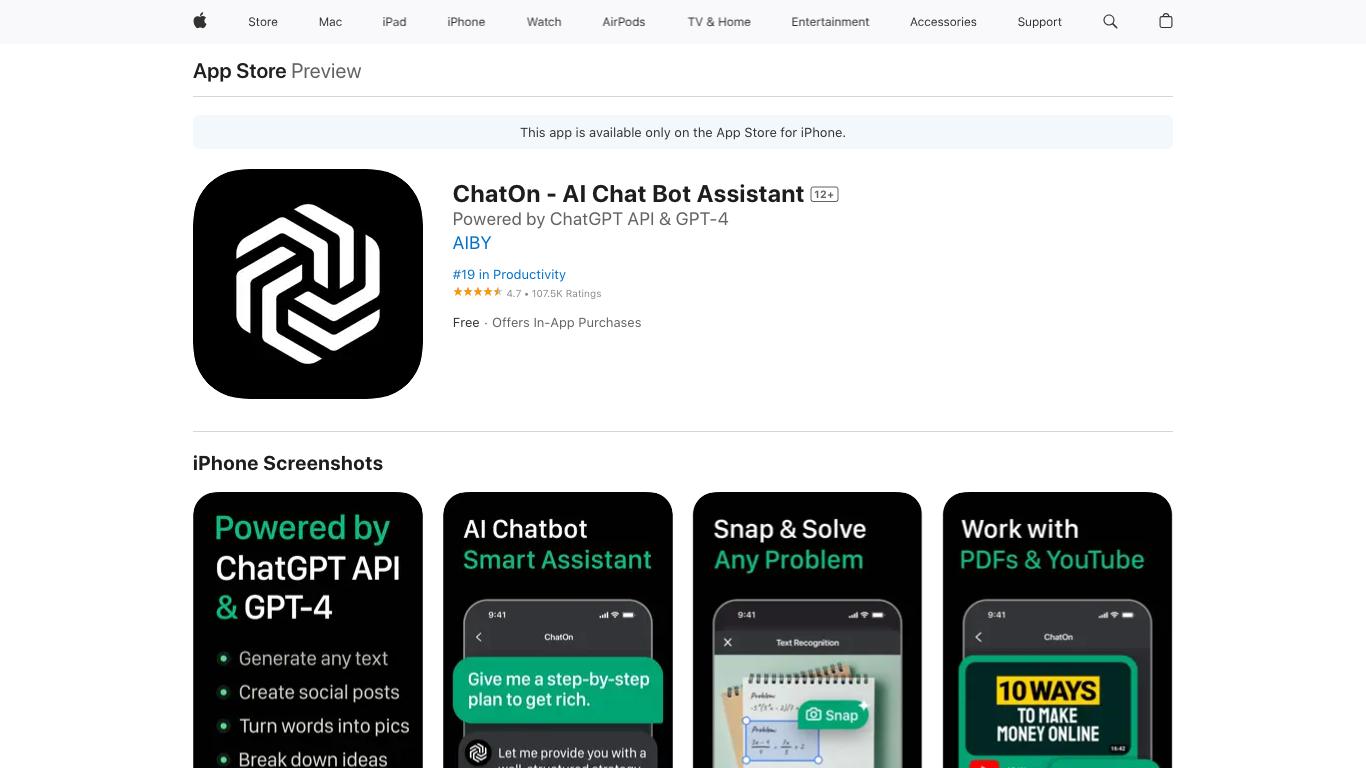 Store Mac iPad iPhone Watch AirPods TV & Home Entertainment Accessories Support
App Store Preview
This app is available only on the App Store for iPhone.
ChatOn - AI Chat Bot Assistant 12+
Powered by ChatGPT API & GPT-4
AIBY
#19 in Productivity
4.7 • 107.5K Ratings
Free · Offers In-App Purchases
iPhone Screenshots
Powered by
ChatGPT API
& GPT-4
Generate any text
Create social posts
Turn words into pics
Break down ideas
AI Chatbot
Smart Assistant
9:41
ChatOn
Give me a step-by-step
plan to get rich.
Let me provide you with a
Snap & Solve
Any Problem
9:41
Text Recognition
Problem:
Snap
Problem:
Work with
PDFs & YouTube
9:41
ChatOn
10 WAYS
TO MAKE
MONEY ONLINE
16:42